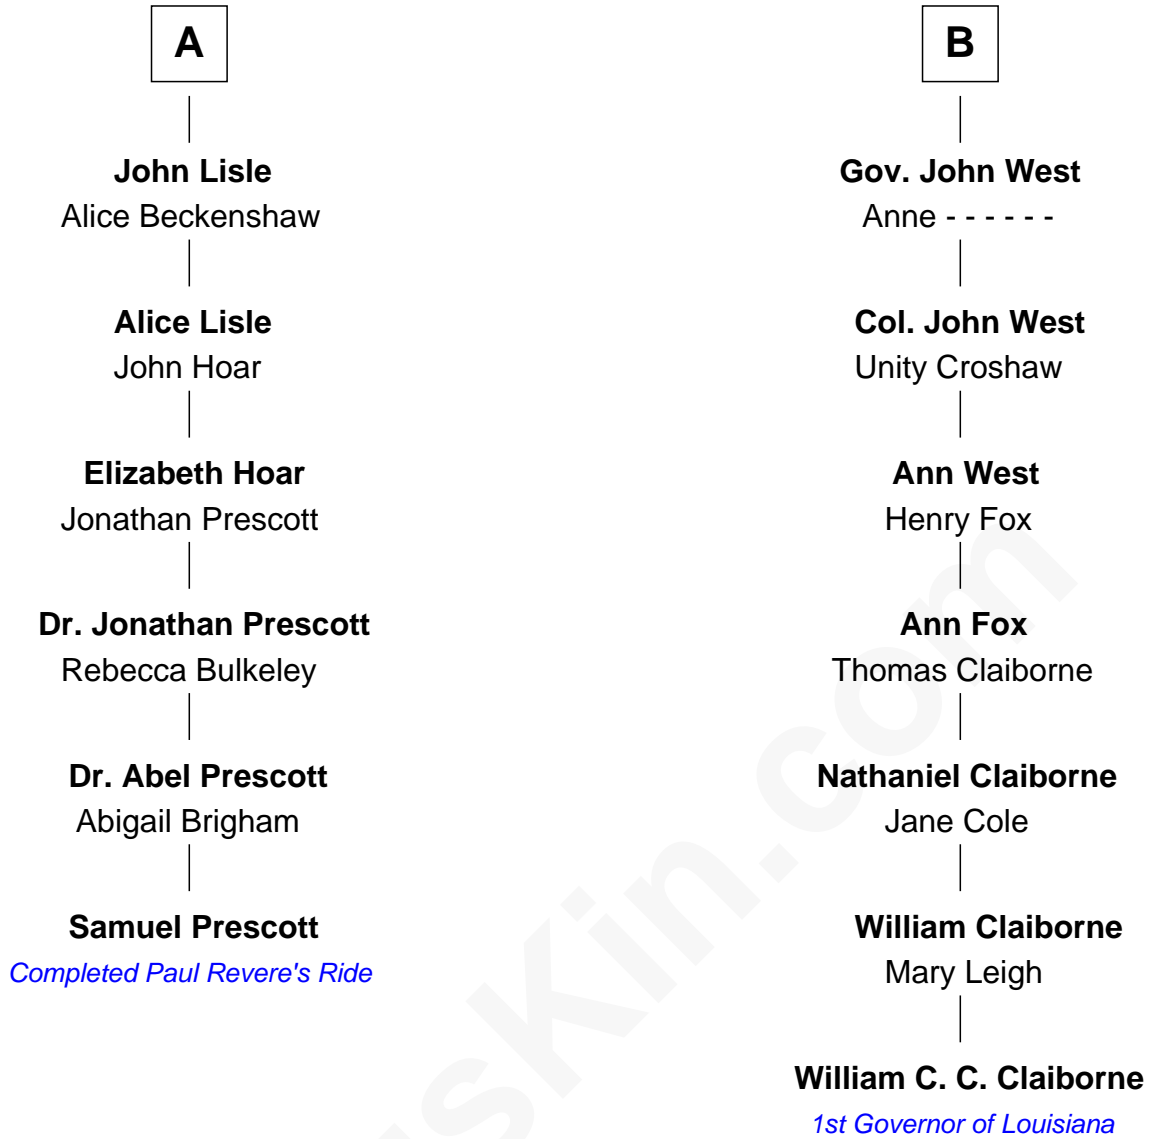 A
John Lisle
Alice Beckenshaw
Alice Lisle
John Hoar
Elizabeth Hoar
Jonathan Prescott
Dr. Jonathan Prescott
Rebecca Bulkeley
Dr. Abel Prescott
Abigail Brigham
Samuel Prescott
Completed Paul Revere's Ride
B
Gov. John West
Anne - - - - - -
Col. John West
Unity Croshaw
Ann West
Henry Fox
Ann Fox
Thomas Claiborne
Nathaniel Claiborne
Jane Cole
William Claiborne
Mary Leigh
William C. C. Claiborne
1st Governor of Louisiana